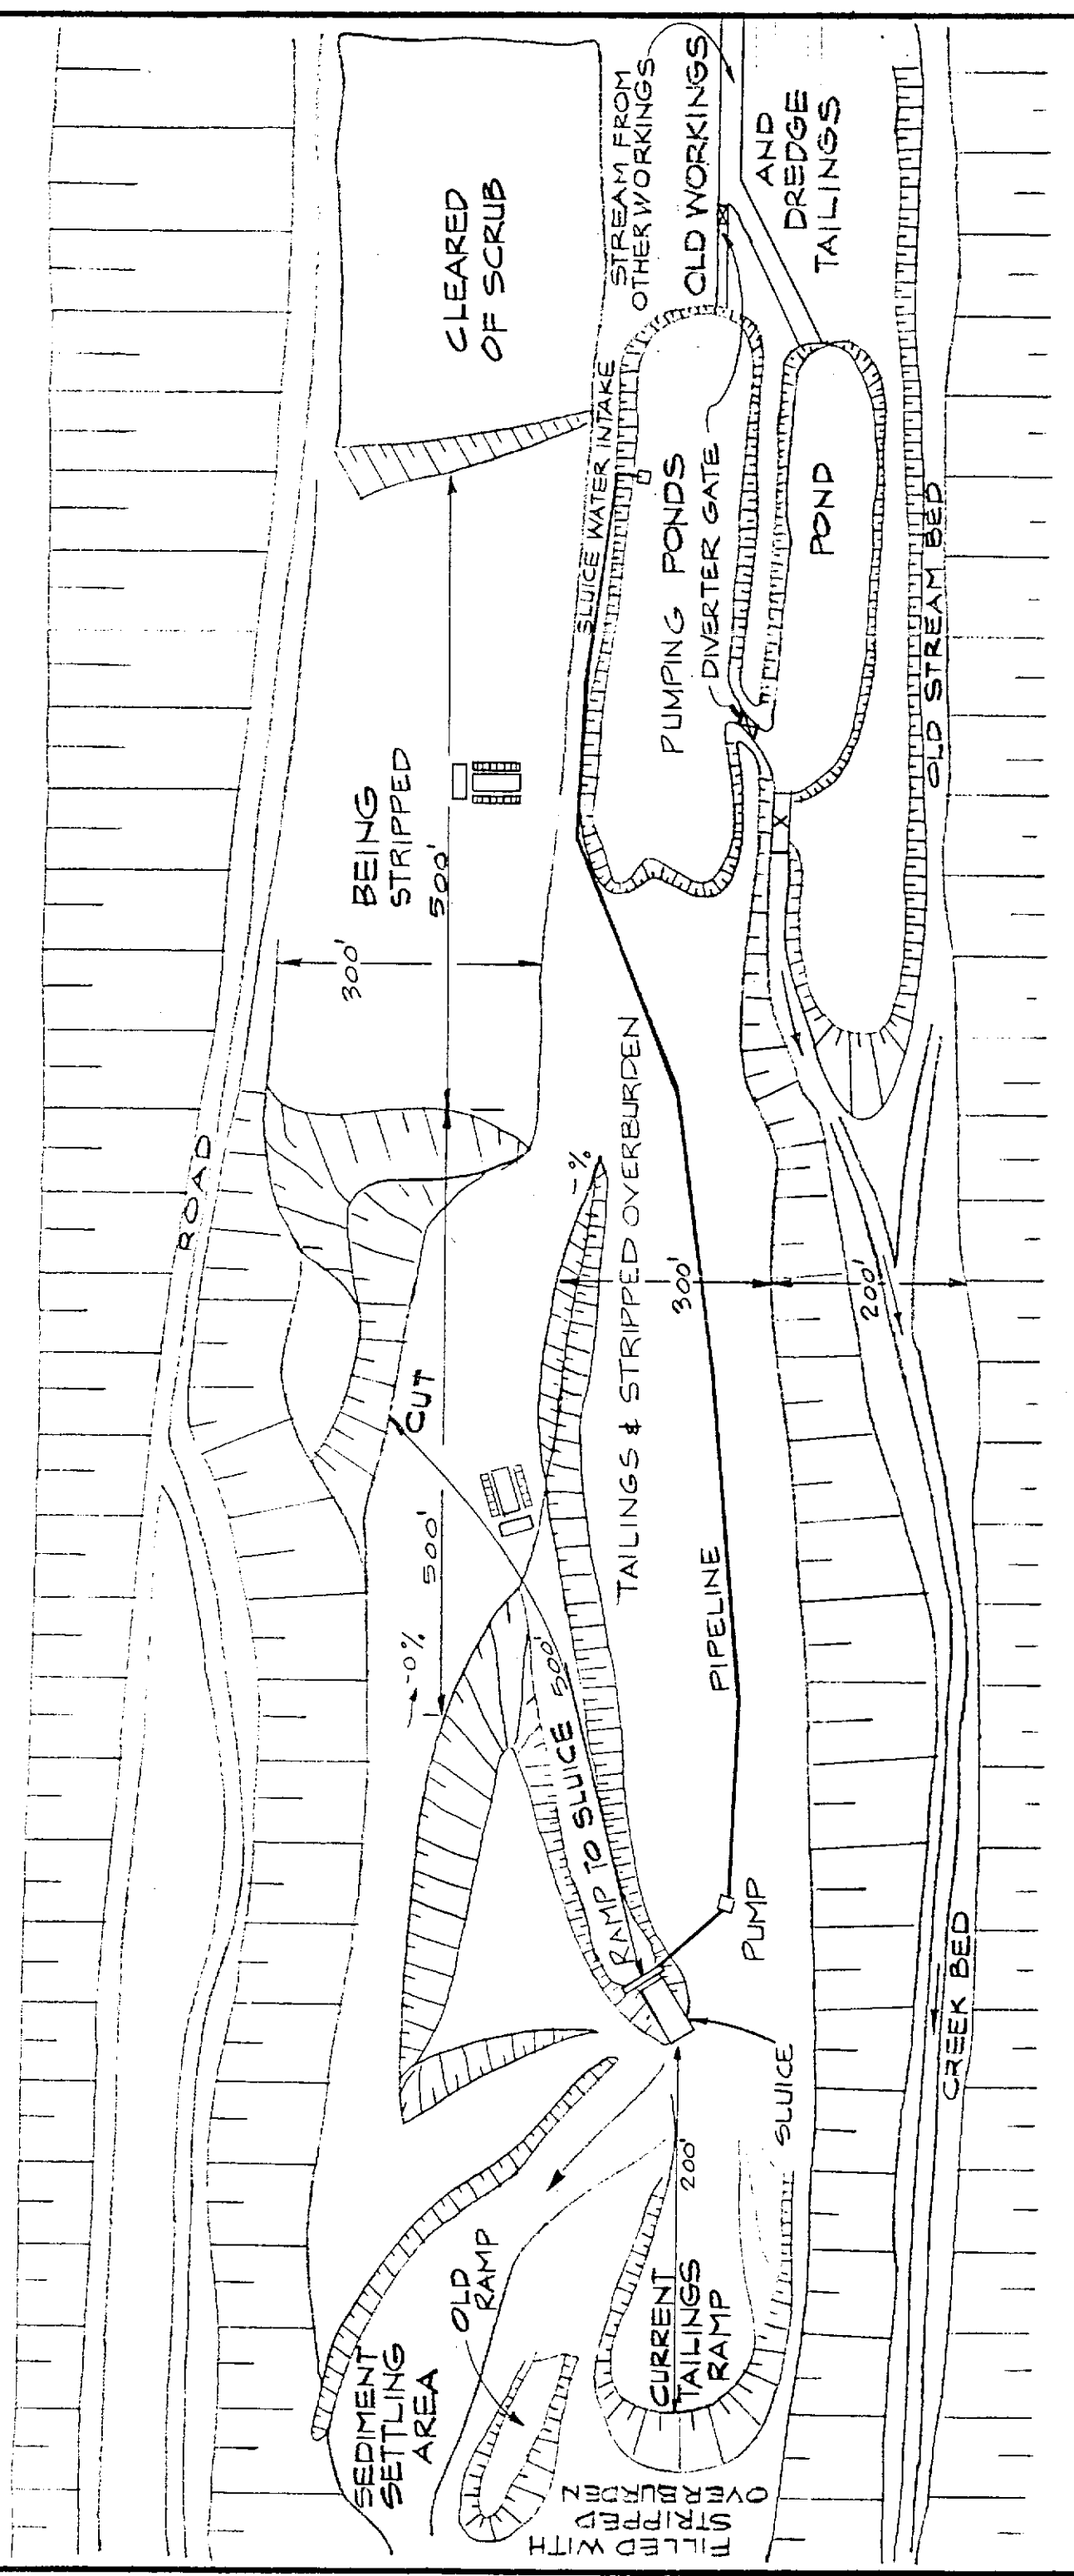 ROAD
CLEARED
OF SCRUB
BEING
STRIPPED
500'
300'
STREAM FROM
OTHER WORKINGS
OLD WORKINGS
AND
DREDGE
TAILINGS
SLUICE WATER INTAKE
PUMPING PONDS
DIVERTER GATE
POND
OLD STREAM BED
CUT
500'
-0%
-%
TAILINGS & STRIPPED OVERBURDEN
300'
200'
RAMP TO SLUICE 500'
PIPELINE
PUMP
SLUICE
CREEK BED
200'
CURRENT
TAILINGS
RAMP
OLD
RAMP
SEDIMENT
SETTLING
AREA
FILLED WITH
STRIPPED
OVERBURDEN